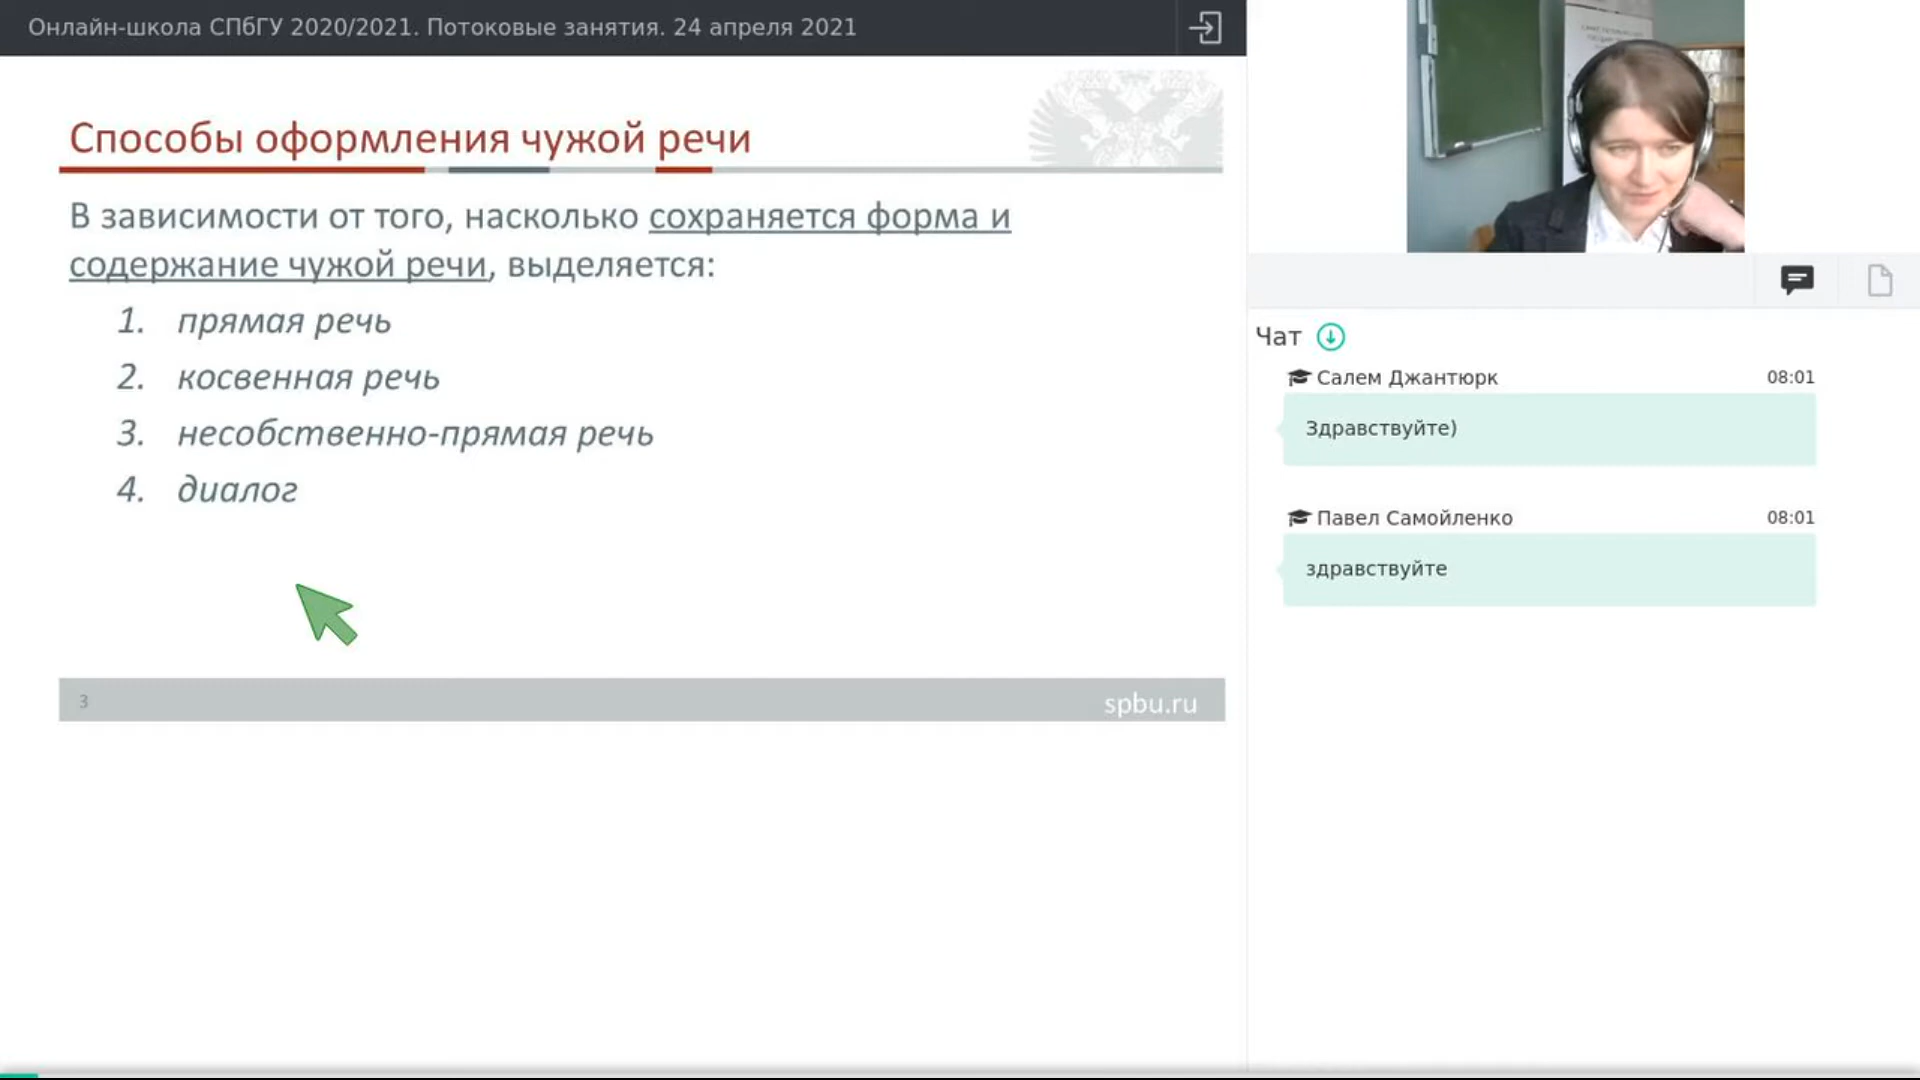 Онлайн-школа СПбГУ 2020/2021. Потоковые занятия. 24 апреля 2021
Способы оформления чужой речи
В зависимости от того, насколько сохраняется форма и
содержание чужой речи, выделяется:
1. прямая речь
2. косвенная речь
3. несобственно-прямая речь
4. диалог
3
spbu.ru
Чат
Салем Джантюрк 08:01
Здравствуйте)
Павел Самойленко 08:01
здравствуйте